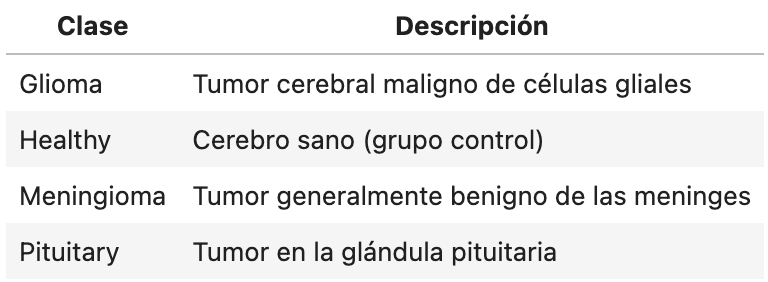 Clase Descripción
Glioma Tumor cerebral maligno de células gliales
Healthy Cerebro sano (grupo control)
Meningioma Tumor generalmente benigno de las meninges
Pituitary Tumor en la glándula pituitaria